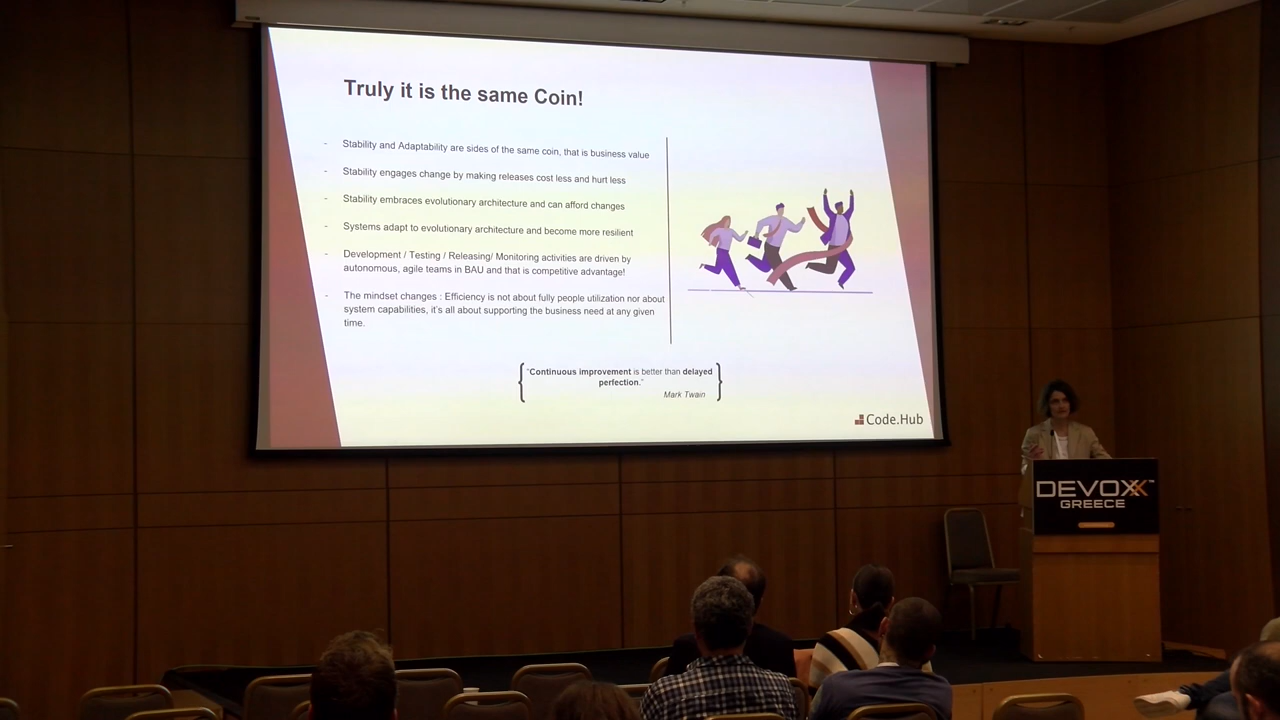 Truly it is the same Coin!
- Stability and Adaptability are sides of the same coin, that is business value
- Stability engages change by making releases cost less and hurt less
- Stability embraces evolutionary architecture and can afford changes
- Systems adapt to evolutionary architecture and become more resilient
- Development / Testing / Releasing/ Monitoring activities are driven by
autonomous, agile teams in BAU and that is competitive advantage!
- The mindset changes : Efficiency is not about fully people utilization nor about
system capabilities, it's all about supporting the business need at any given
time.
"Continuous improvement is better than delayed
perfection."
Mark Twain
Code.Hub
DEVOXX™
GREECE